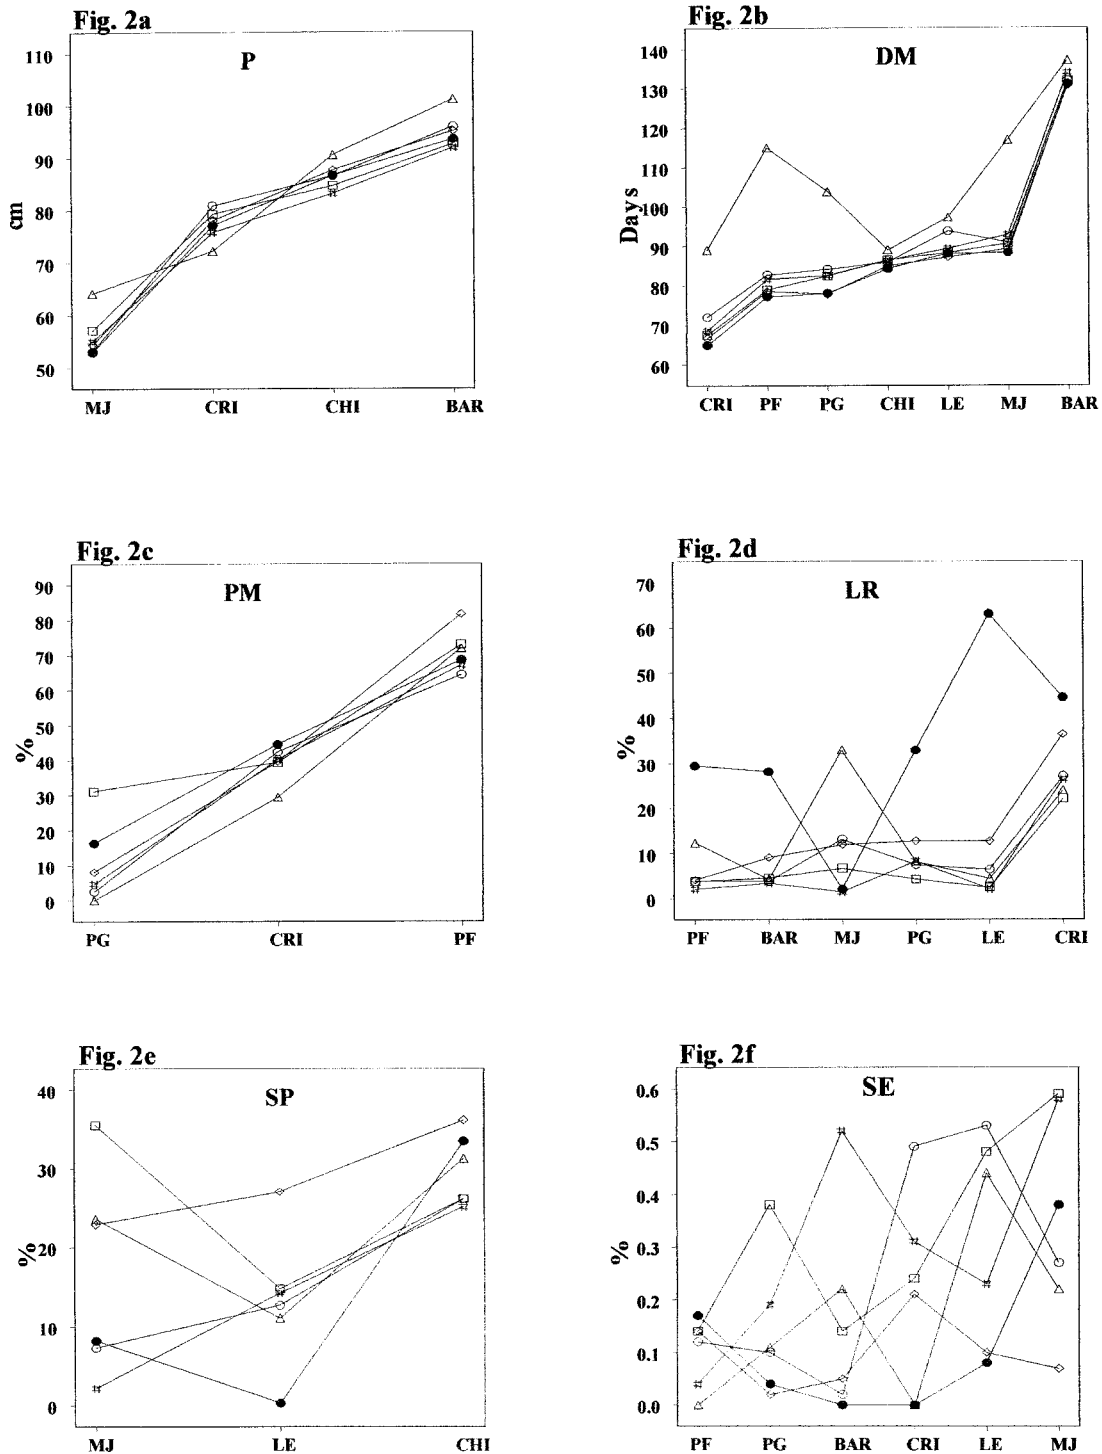 Fig. 2a
P
110
100
90
80
70
60
50
cm
MJ CRI CHI BAR
Fig. 2b
DM
140
130
120
110
100
90
80
70
60
Days
CRI PF PG CHI LE MJ BAR
Fig. 2c
PM
90
80
70
60
50
40
30
20
10
0
%
PG CRI PF
Fig. 2d
LR
70
60
50
40
30
20
10
0
%
PF BAR MJ PG LE CRI
Fig. 2e
SP
40
30
20
10
0
%
MJ LE CHI
Fig. 2f
SE
0.6
0.5
0.4
0.3
0.2
0.1
0.0
%
PF PG BAR CRI LE MJ